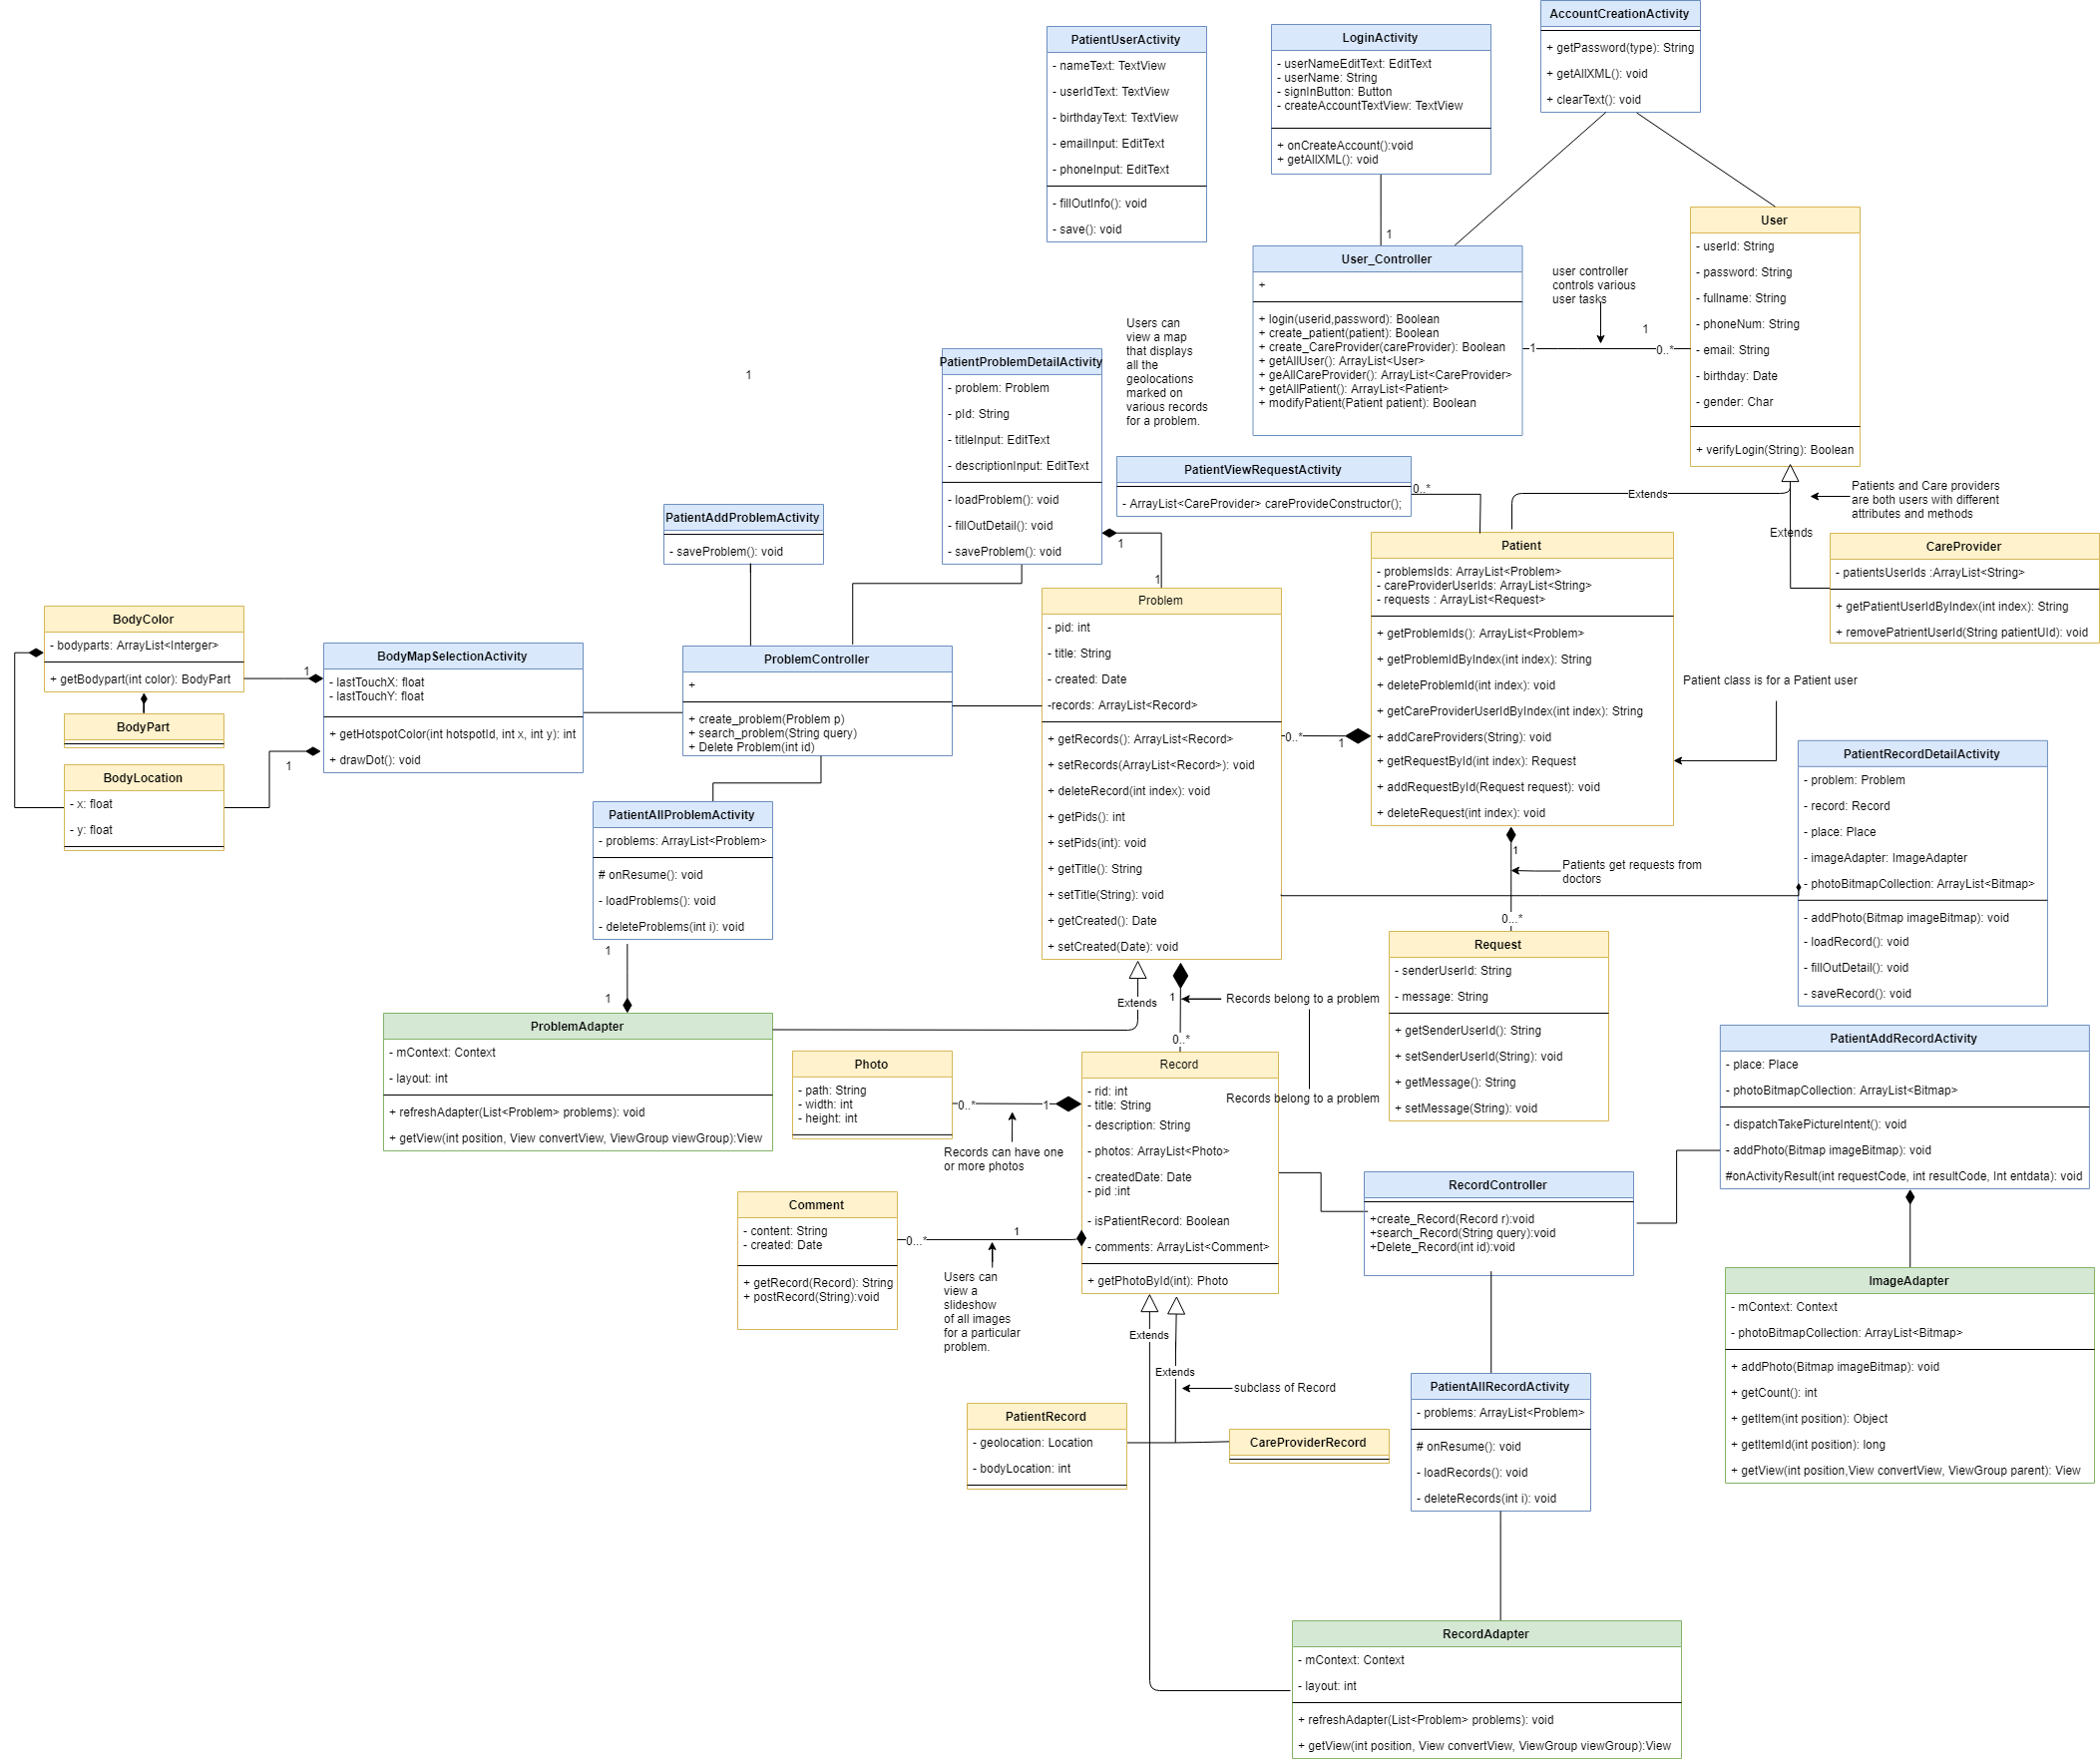 AccountCreationActivity
+ getPassword(type): String
+ getAllXML(): void
+ clearText(): void
PatientUserActivity
- nameText: TextView
- userIdText: TextView
- birthdayText: TextView
- emailInput: EditText
- phoneInput: EditText
- fillOutInfo(): void
- save(): void
LoginActivity
- userNameEditText: EditText
- userName: String
- signInButton: Button
- createAccountTextView: TextView
+ onCreateAccount():void
+ getAllXML(): void
1
User
- userId: String
- password: String
- fullname: String
- phoneNum: String
- email: String
- birthday: Date
- gender: Char
+ verifyLogin(String): Boolean
User_Controller
+
+ login(userid,password): Boolean
+ create_patient(patient): Boolean
+ create_CareProvider(careProvider): Boolean
+ getAllUser(): ArrayList<User>
+ geAllCareProvider(): ArrayList<CareProvider>
+ getAllPatient(): ArrayList<Patient>
+ modifyPatient(Patient patient): Boolean
user controller
controls various
user tasks
1
1
0..*
Users can
view a map
that displays
all the
geolocations
marked on
various records
for a problem.
1
PatientProblemDetailActivity
- problem: Problem
- pId: String
- titleInput: EditText
- descriptionInput: EditText
- loadProblem(): void
- fillOutDetail(): void
- saveProblem(): void
1
1
PatientViewRequestActivity
- ArrayList<CareProvider> careProvideConstructor();
0..*
Extends
Extends
Patients and Care providers
are both users with different
attributes and methods
PatientAddProblemActivity
- saveProblem(): void
Patient
- problemsIds: ArrayList<Problem>
- careProviderUserIds: ArrayList<String>
- requests : ArrayList<Request>
+ getProblemIds(): ArrayList<Problem>
+ getProblemIdByIndex(int index): String
+ deleteProblemId(int index): void
+ getCareProviderUserIdByIndex(int index): String
+ addCareProviders(String): void
+ getRequestById(int index): Request
+ addRequestById(Request request): void
+ deleteRequest(int index): void
CareProvider
- patientsUserIds :ArrayList<String>
+ getPatientUserIdByIndex(int index): String
+ removePatrientUserId(String patientUId): void
Patient class is for a Patient user
Problem
- pid: int
- title: String
- created: Date
-records: ArrayList<Record>
+ getRecords(): ArrayList<Record>
+ setRecords(ArrayList<Record>): void
+ deleteRecord(int index): void
+ getPids(): int
+ setPids(int): void
+ getTitle(): String
+ setTitle(String): void
+ getCreated(): Date
+ setCreated(Date): void
0..*
1
BodyColor
- bodyparts: ArrayList<Interger>
+ getBodypart(int color): BodyPart
1
BodyPart
BodyLocation
- x: float
- y: float
1
BodyMapSelectionActivity
- lastTouchX: float
- lastTouchY: float
+ getHotspotColor(int hotspotId, int x, int y): int
+ drawDot(): void
ProblemController
+
+ create_problem(Problem p)
+ search_problem(String query)
+ Delete Problem(int id)
PatientAllProblemActivity
- problems: ArrayList<Problem>
# onResume(): void
- loadProblems(): void
- deleteProblems(int i): void
1
1
ProblemAdapter
- mContext: Context
- layout: int
+ refreshAdapter(List<Problem> problems): void
+ getView(int position, View convertView, ViewGroup viewGroup):View
Extends
1
Records belong to a problem
0..*
1
Patients get requests from
doctors
0...*
PatientRecordDetailActivity
- problem: Problem
- record: Record
- place: Place
- imageAdapter: ImageAdapter
- photoBitmapCollection: ArrayList<Bitmap>
- addPhoto(Bitmap imageBitmap): void
- loadRecord(): void
- fillOutDetail(): void
- saveRecord(): void
Request
- senderUserId: String
- message: String
+ getSenderUserId(): String
+ setSenderUserId(String): void
+ getMessage(): String
+ setMessage(String): void
Photo
- path: String
- width: int
- height: int
0..*
1
Records can have one
or more photos
Record
- rid: int
- title: String
- description: String
- photos: ArrayList<Photo>
- createdDate: Date
- pid :int
- isPatientRecord: Boolean
- comments: ArrayList<Comment>
+ getPhotoById(int): Photo
Records belong to a problem
PatientAddRecordActivity
- place: Place
- photoBitmapCollection: ArrayList<Bitmap>
- dispatchTakePictureIntent(): void
- addPhoto(Bitmap imageBitmap): void
#onActivityResult(int requestCode, int resultCode, Int entdata): void
Comment
- content: String
- created: Date
+ getRecord(Record): String
+ postRecord(String):void
0...*
1
Users can
view a
slideshow
of all images
for a particular
problem.
RecordController
+create_Record(Record r):void
+search_Record(String query):void
+Delete_Record(int id):void
ImageAdapter
- mContext: Context
- photoBitmapCollection: ArrayList<Bitmap>
+ addPhoto(Bitmap imageBitmap): void
+ getCount(): int
+ getItem(int position): Object
+ getItemId(int position): long
+ getView(int position,View convertView, ViewGroup parent): View
Extends
Extends
subclass of Record
PatientRecord
- geolocation: Location
- bodyLocation: int
CareProviderRecord
PatientAllRecordActivity
- problems: ArrayList<Problem>
# onResume(): void
- loadRecords(): void
- deleteRecords(int i): void
RecordAdapter
- mContext: Context
- layout: int
+ refreshAdapter(List<Problem> problems): void
+ getView(int position, View convertView, ViewGroup viewGroup):View